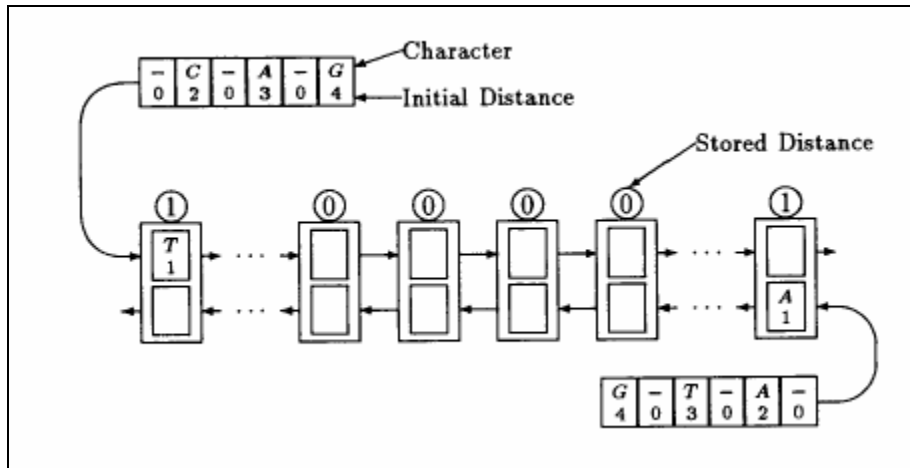 Character
– C – A – G
0 2 0 3 0 4
Initial Distance
Stored Distance
1 0 0 0 0 1
T
1
... ...
... ...
A
1
G – T – A –
4 0 3 0 2 0